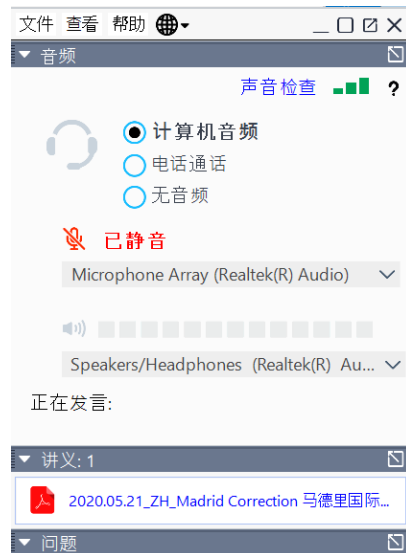 文件 查看 帮助
音频
声音检查 ?
计算机音频
电话通话
无音频
已静音
Microphone Array (Realtek(R) Audio)
Speakers/Headphones (Realtek(R) Au...
正在发言:
讲义: 1
2020.05.21_ZH_Madrid Correction 马德里国际...
问题